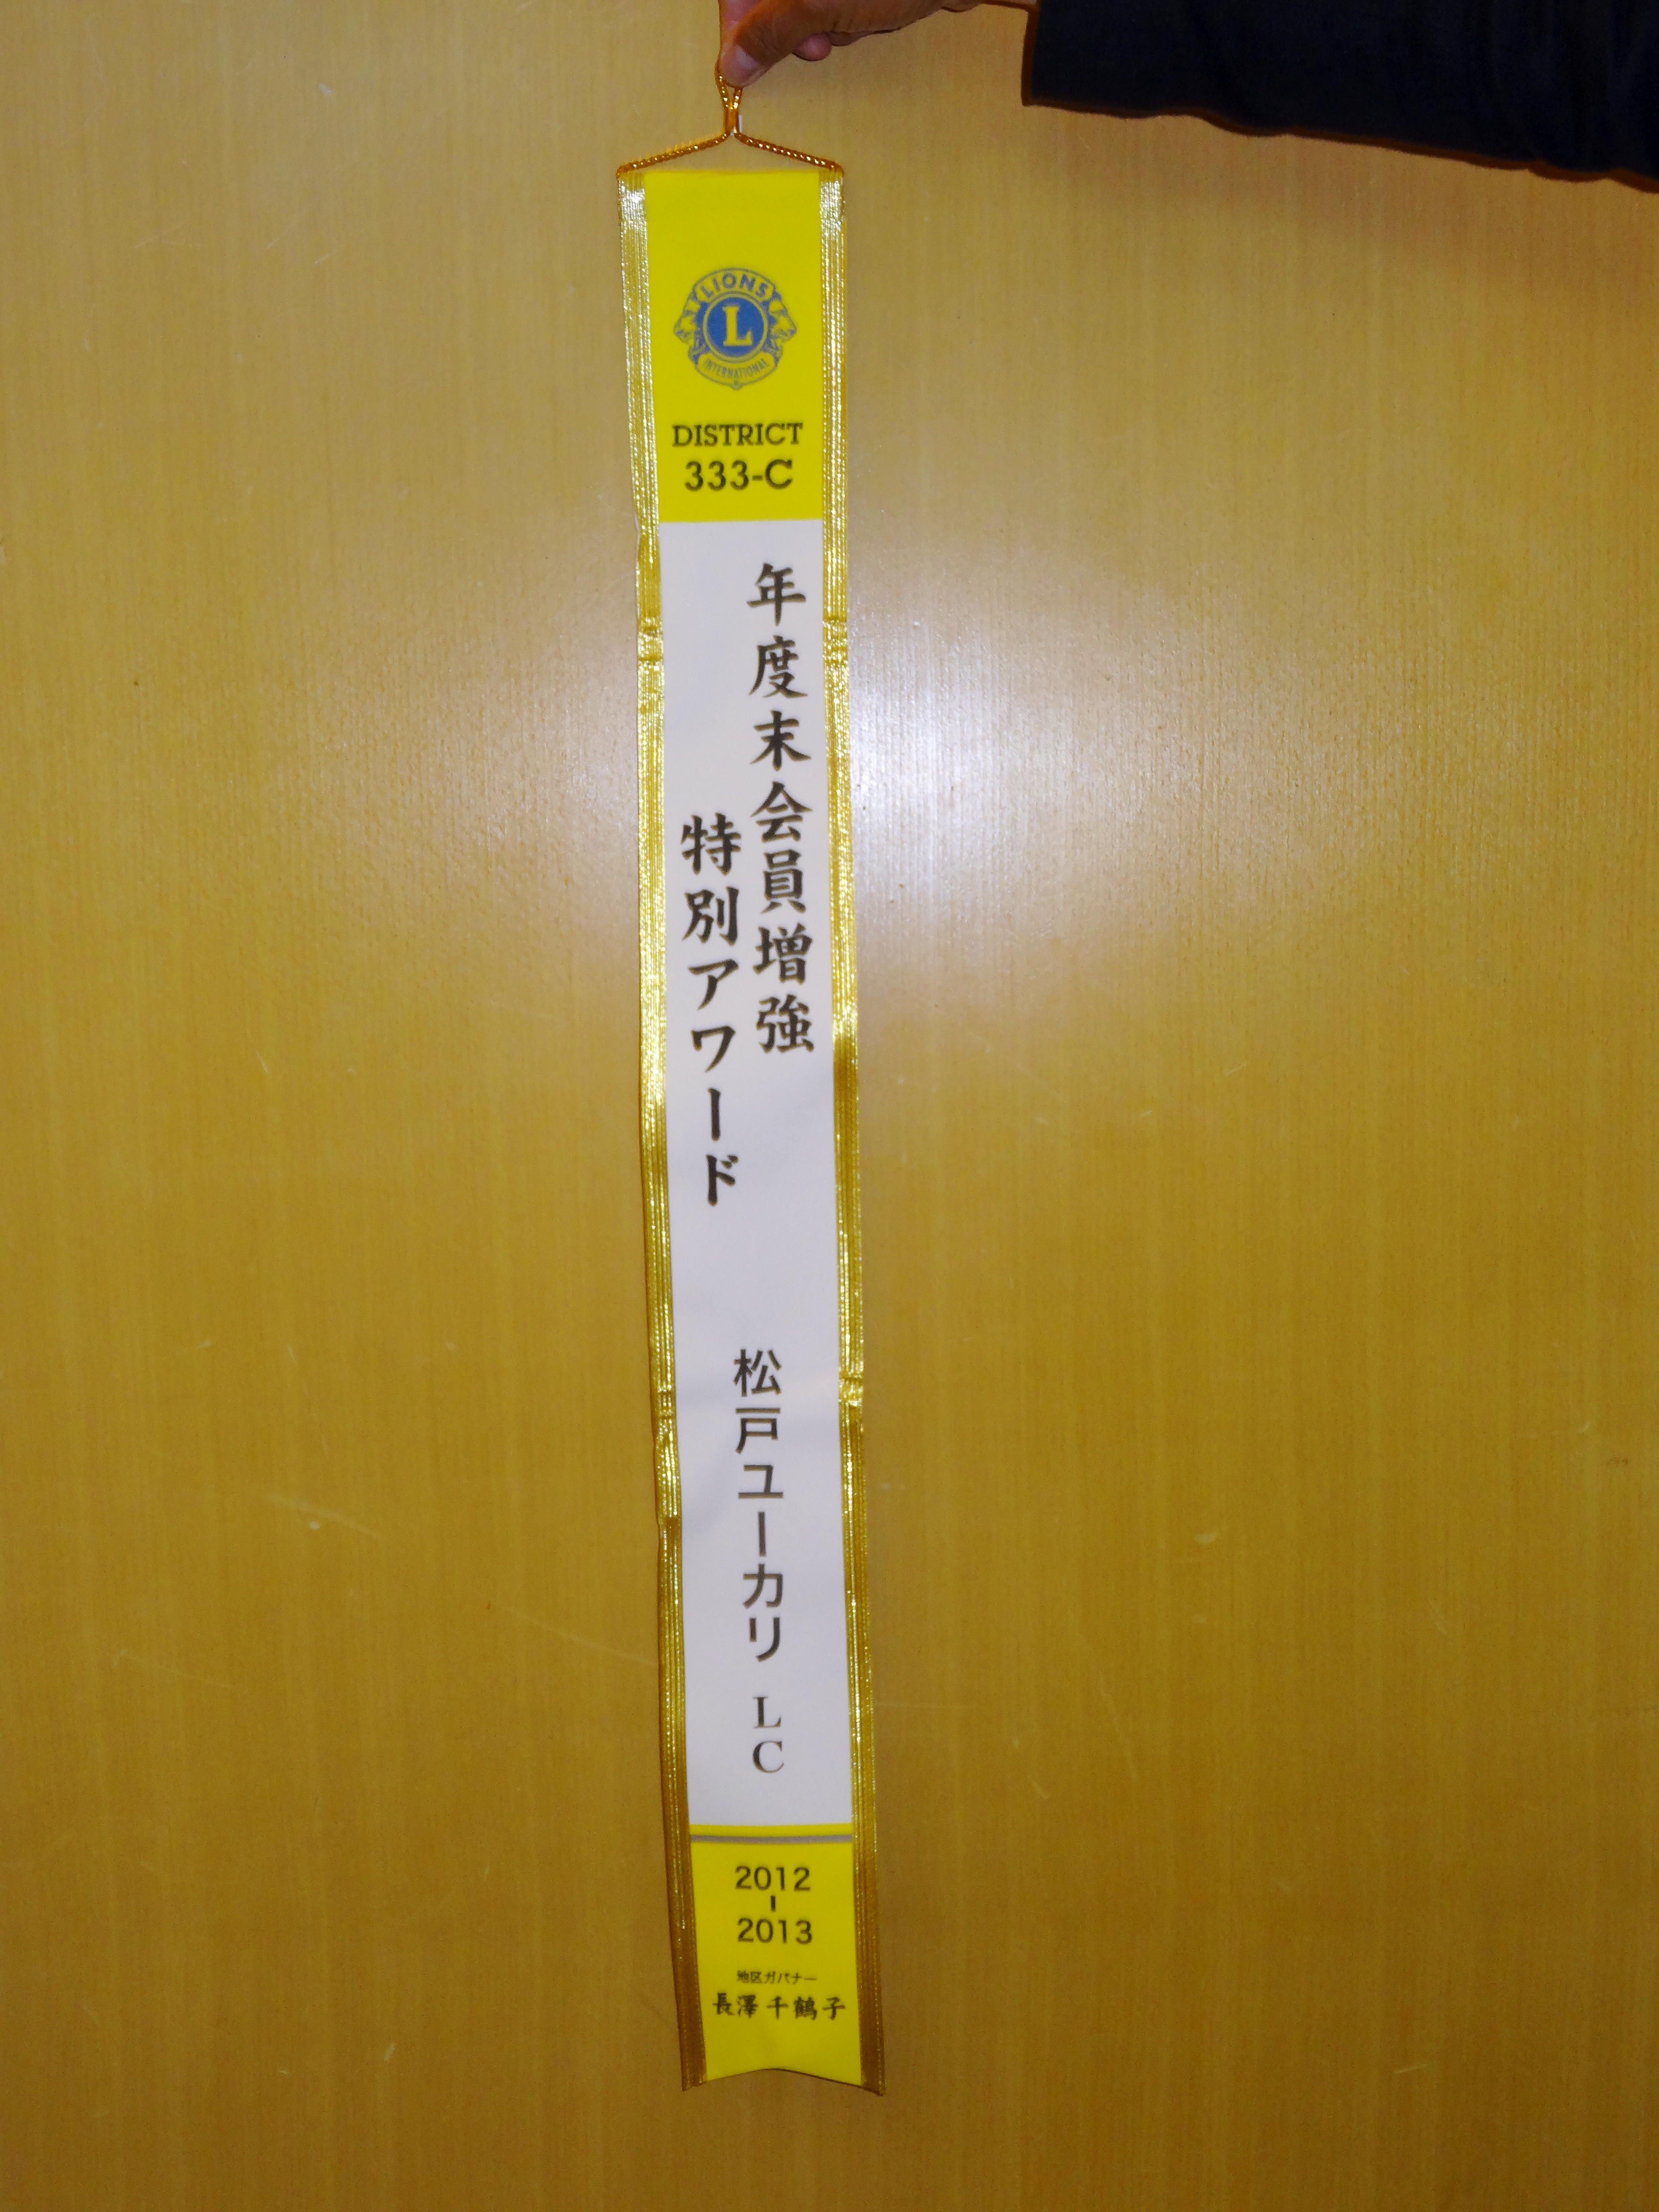 LIONS
L
INTERNATIONAL
DISTRICT
333-C
年度末会員増強
特別アワード
松戸ユーカリ LC
2012
-
2013
地区ガバナー
長澤 千鶴子